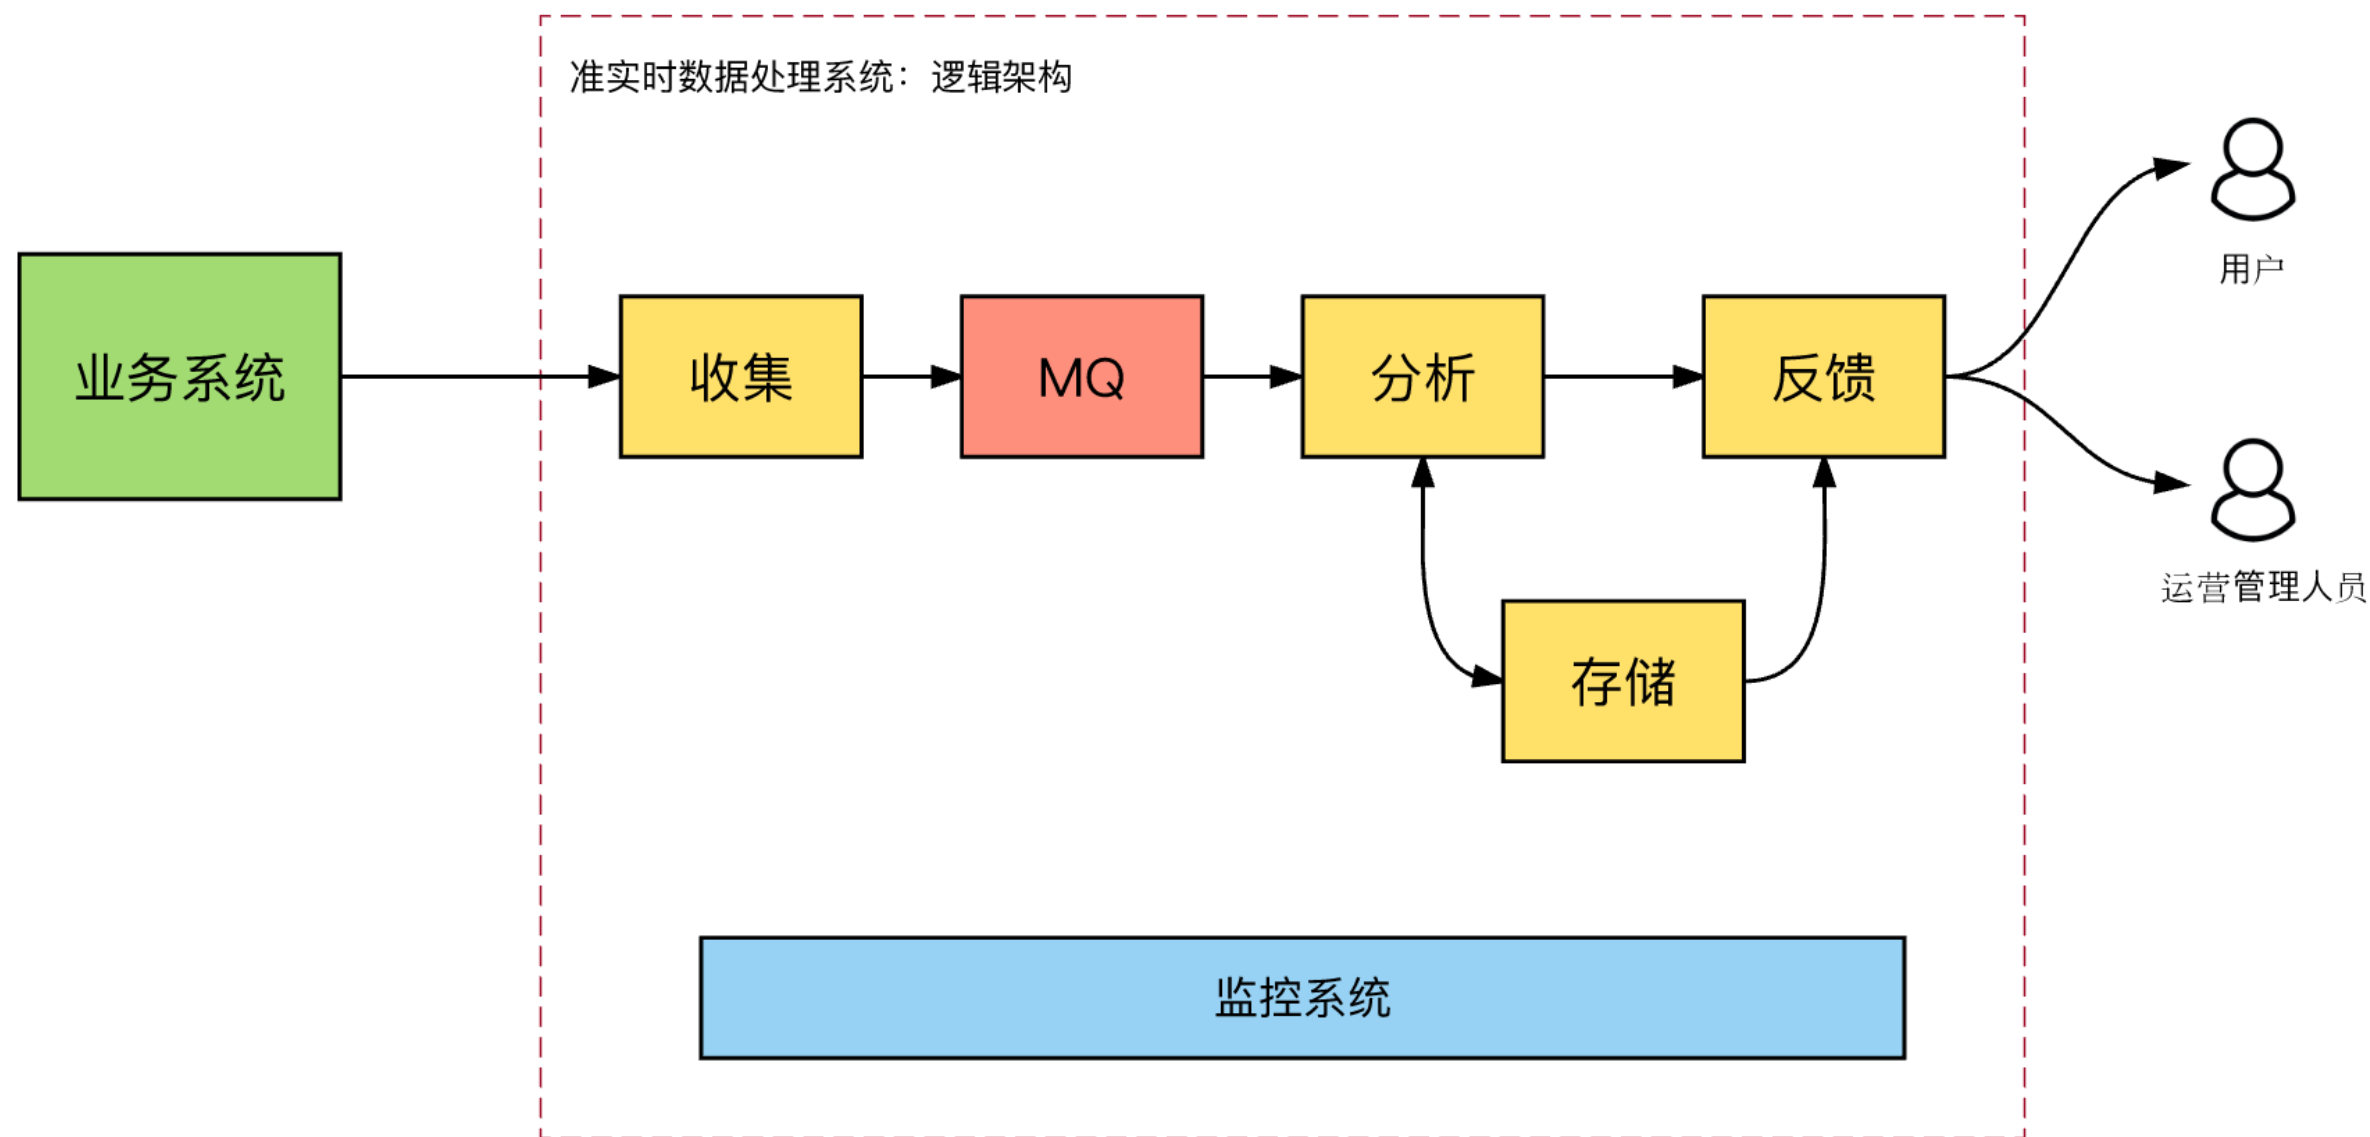 准实时数据处理系统：逻辑架构
业务系统
收集
MQ
分析
反馈
存储
监控系统
用户
运营管理人员